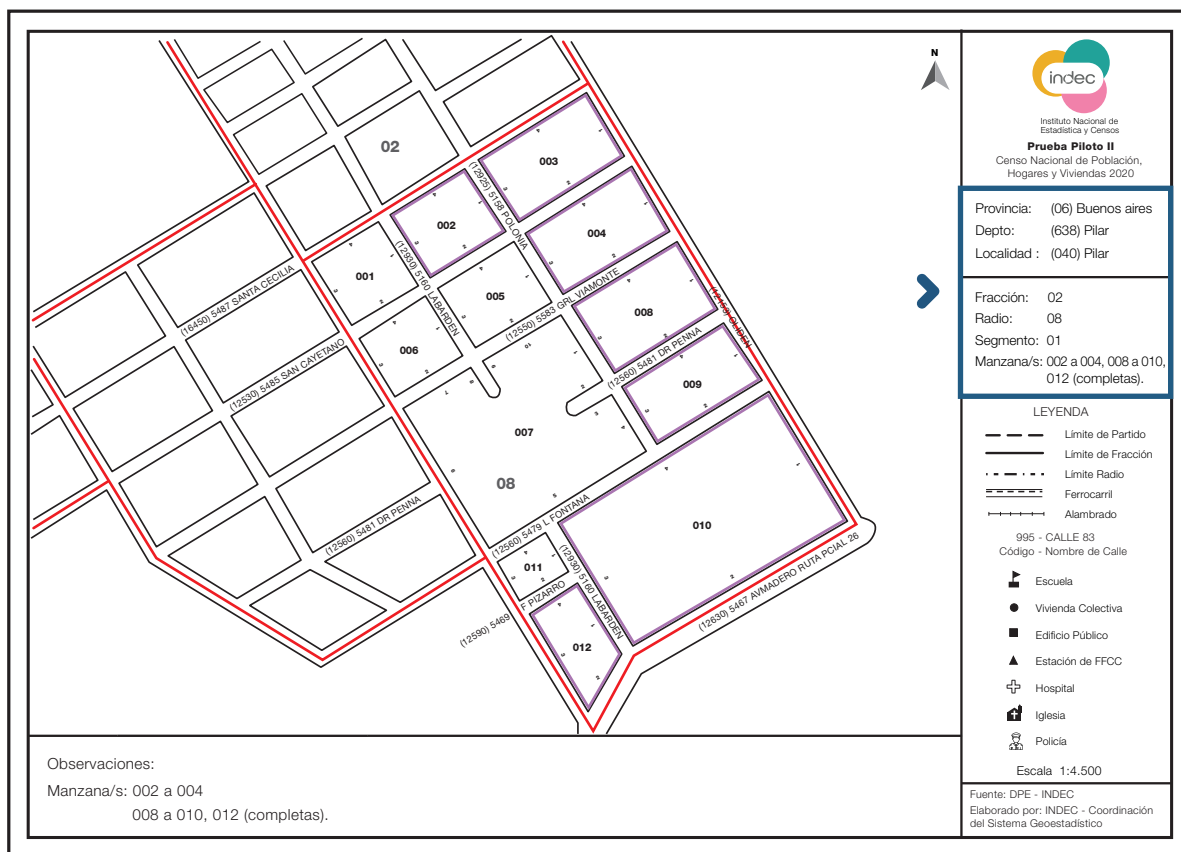 N
02
003
002
004
001
005
008
006
009
007
08
010
011
012
(12925) 5158 POLONIA
(12930) 5160 LABARDEN
(16450) 5487 SANTA CECILIA
(12550) 5583 GRL VIAMONTE
(12450) OLIDEN
(12530) 5485 SAN CAYETANO
(12560) 5481 DR PENNA
(12560) 5481 DR PENNA
(12560) 5479 L FONTANA
(12930) 5160 LABARDEN
(12590) 5469 F PIZARRO
(12630) 5467 AVMADERO RUTA PCIAL 26
indec
Instituto Nacional de
Estadística y Censos
Prueba Piloto II
Censo Nacional de Población,
Hogares y Viviendas 2020
Provincia: (06) Buenos aires
Depto: (638) Pilar
Localidad : (040) Pilar
Fracción: 02
Radio: 08
Segmento: 01
Manzana/s: 002 a 004, 008 a 010,
012 (completas).
LEYENDA
Límite de Partido
Límite de Fracción
Límite Radio
Ferrocarril
Alambrado
995 - CALLE 83
Código - Nombre de Calle
Escuela
Vivienda Colectiva
Edificio Público
Estación de FFCC
Hospital
Iglesia
Policía
Escala 1:4.500
Fuente: DPE - INDEC
Elaborado por: INDEC - Coordinación
del Sistema Geoestadístico
Observaciones:
Manzana/s: 002 a 004
008 a 010, 012 (completas).